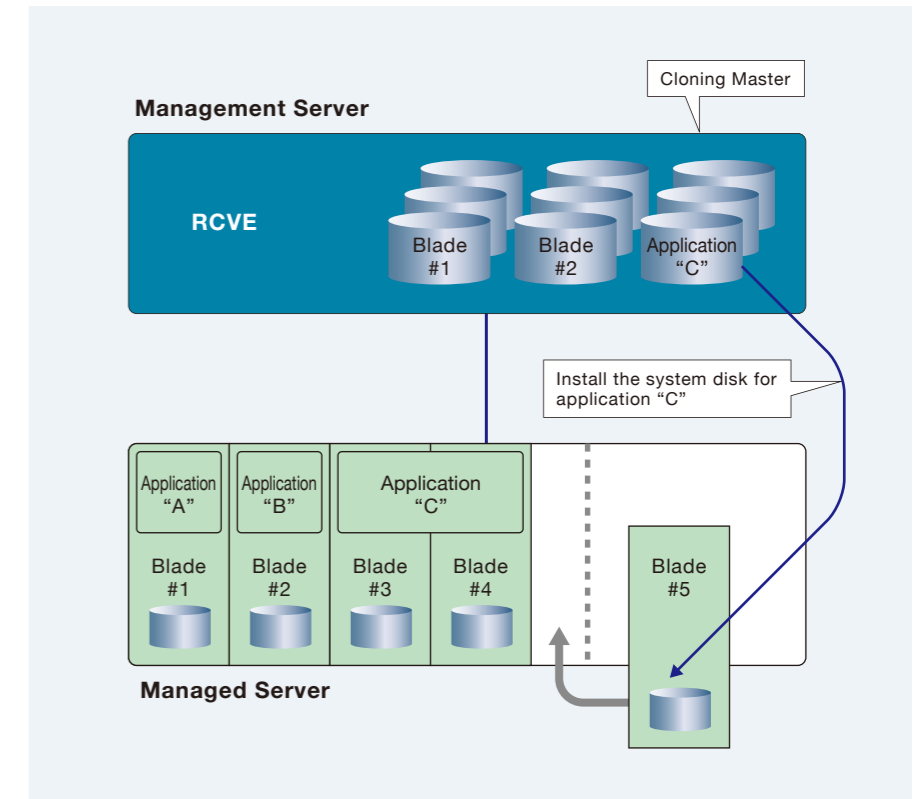 Cloning Master
Management Server
RCVE
Blade
#1
Blade
#2
Application
“C”
Install the system disk for
application “C”
Application
“A”
Application
“B”
Application
“C”
Blade
#1
Blade
#2
Blade
#3
Blade
#4
Blade
#5
Managed Server